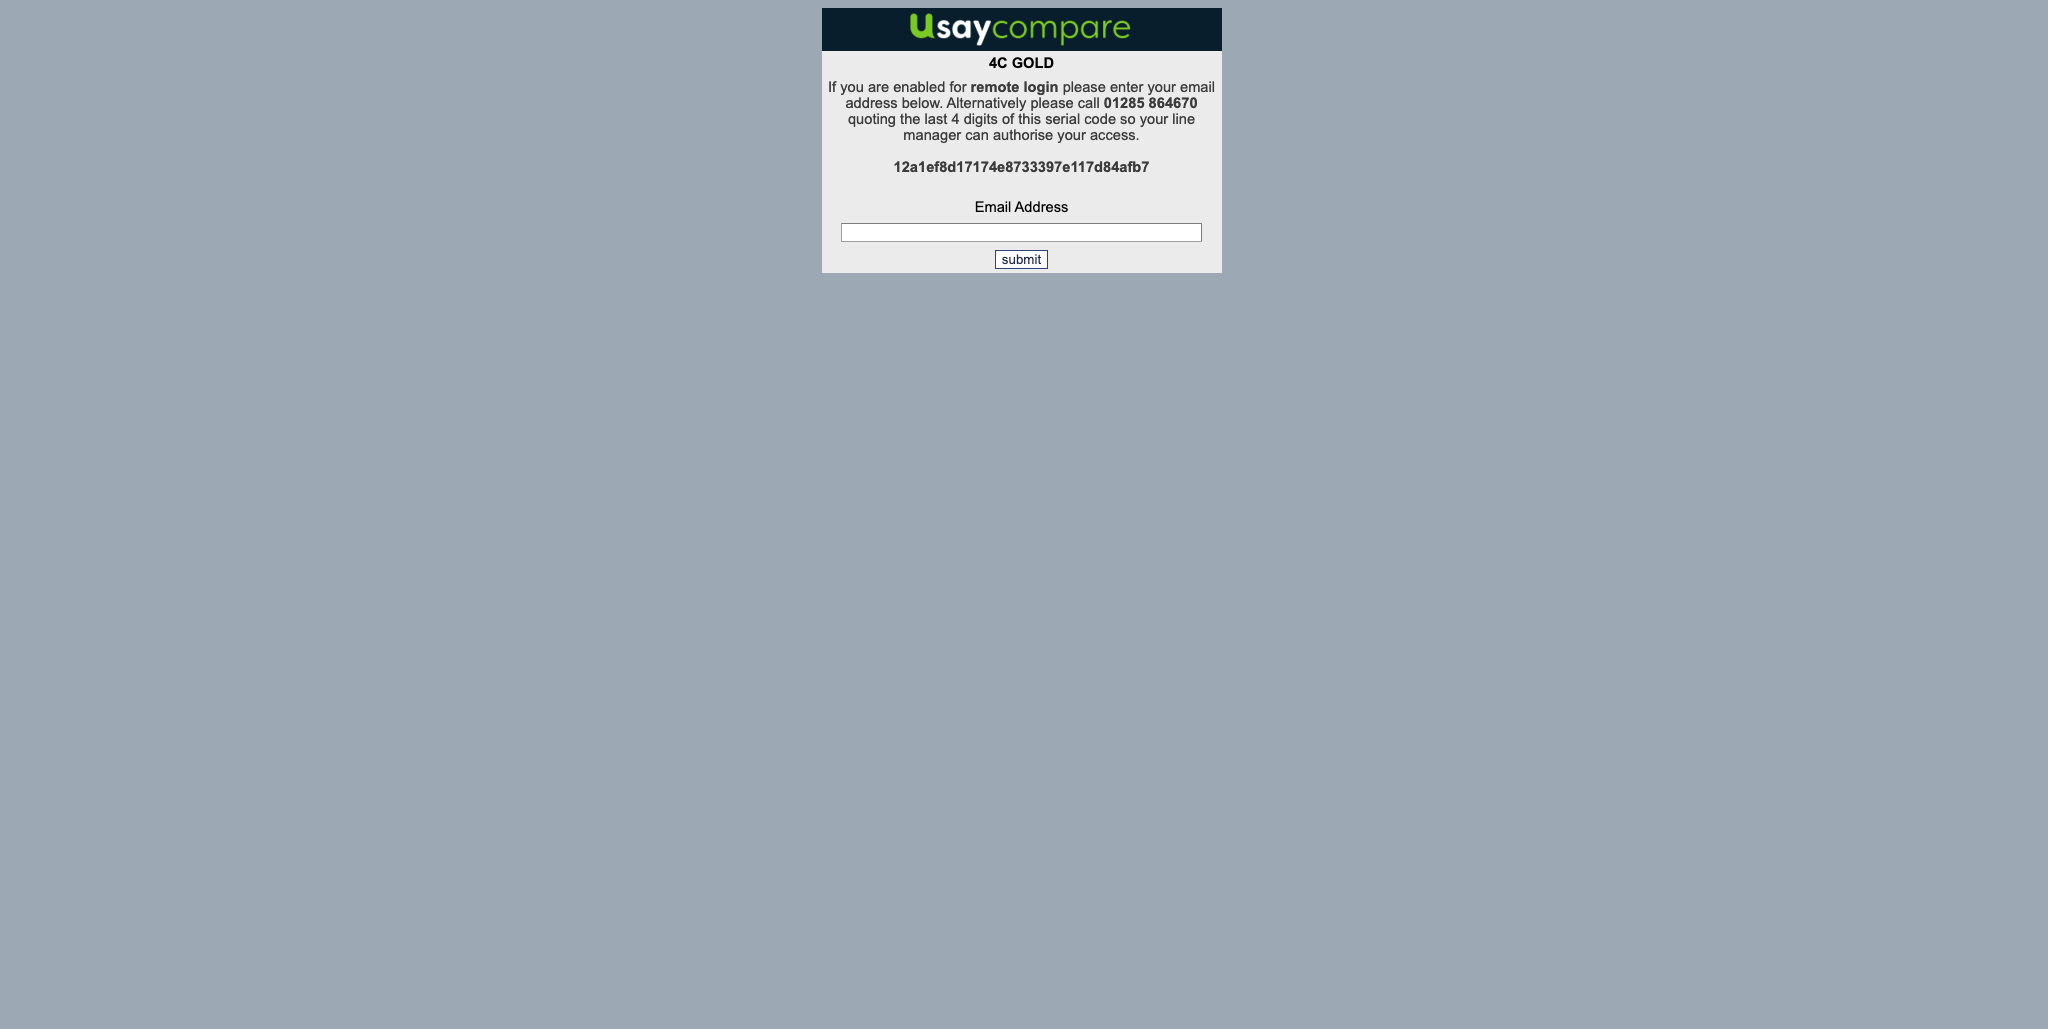 usaycompare
4C GOLD
If you are enabled for remote login please enter your email
address below. Alternatively please call 01285 864670
quoting the last 4 digits of this serial code so your line
manager can authorise your access.
12a1ef8d17174e8733397e117d84afb7
Email Address
submit